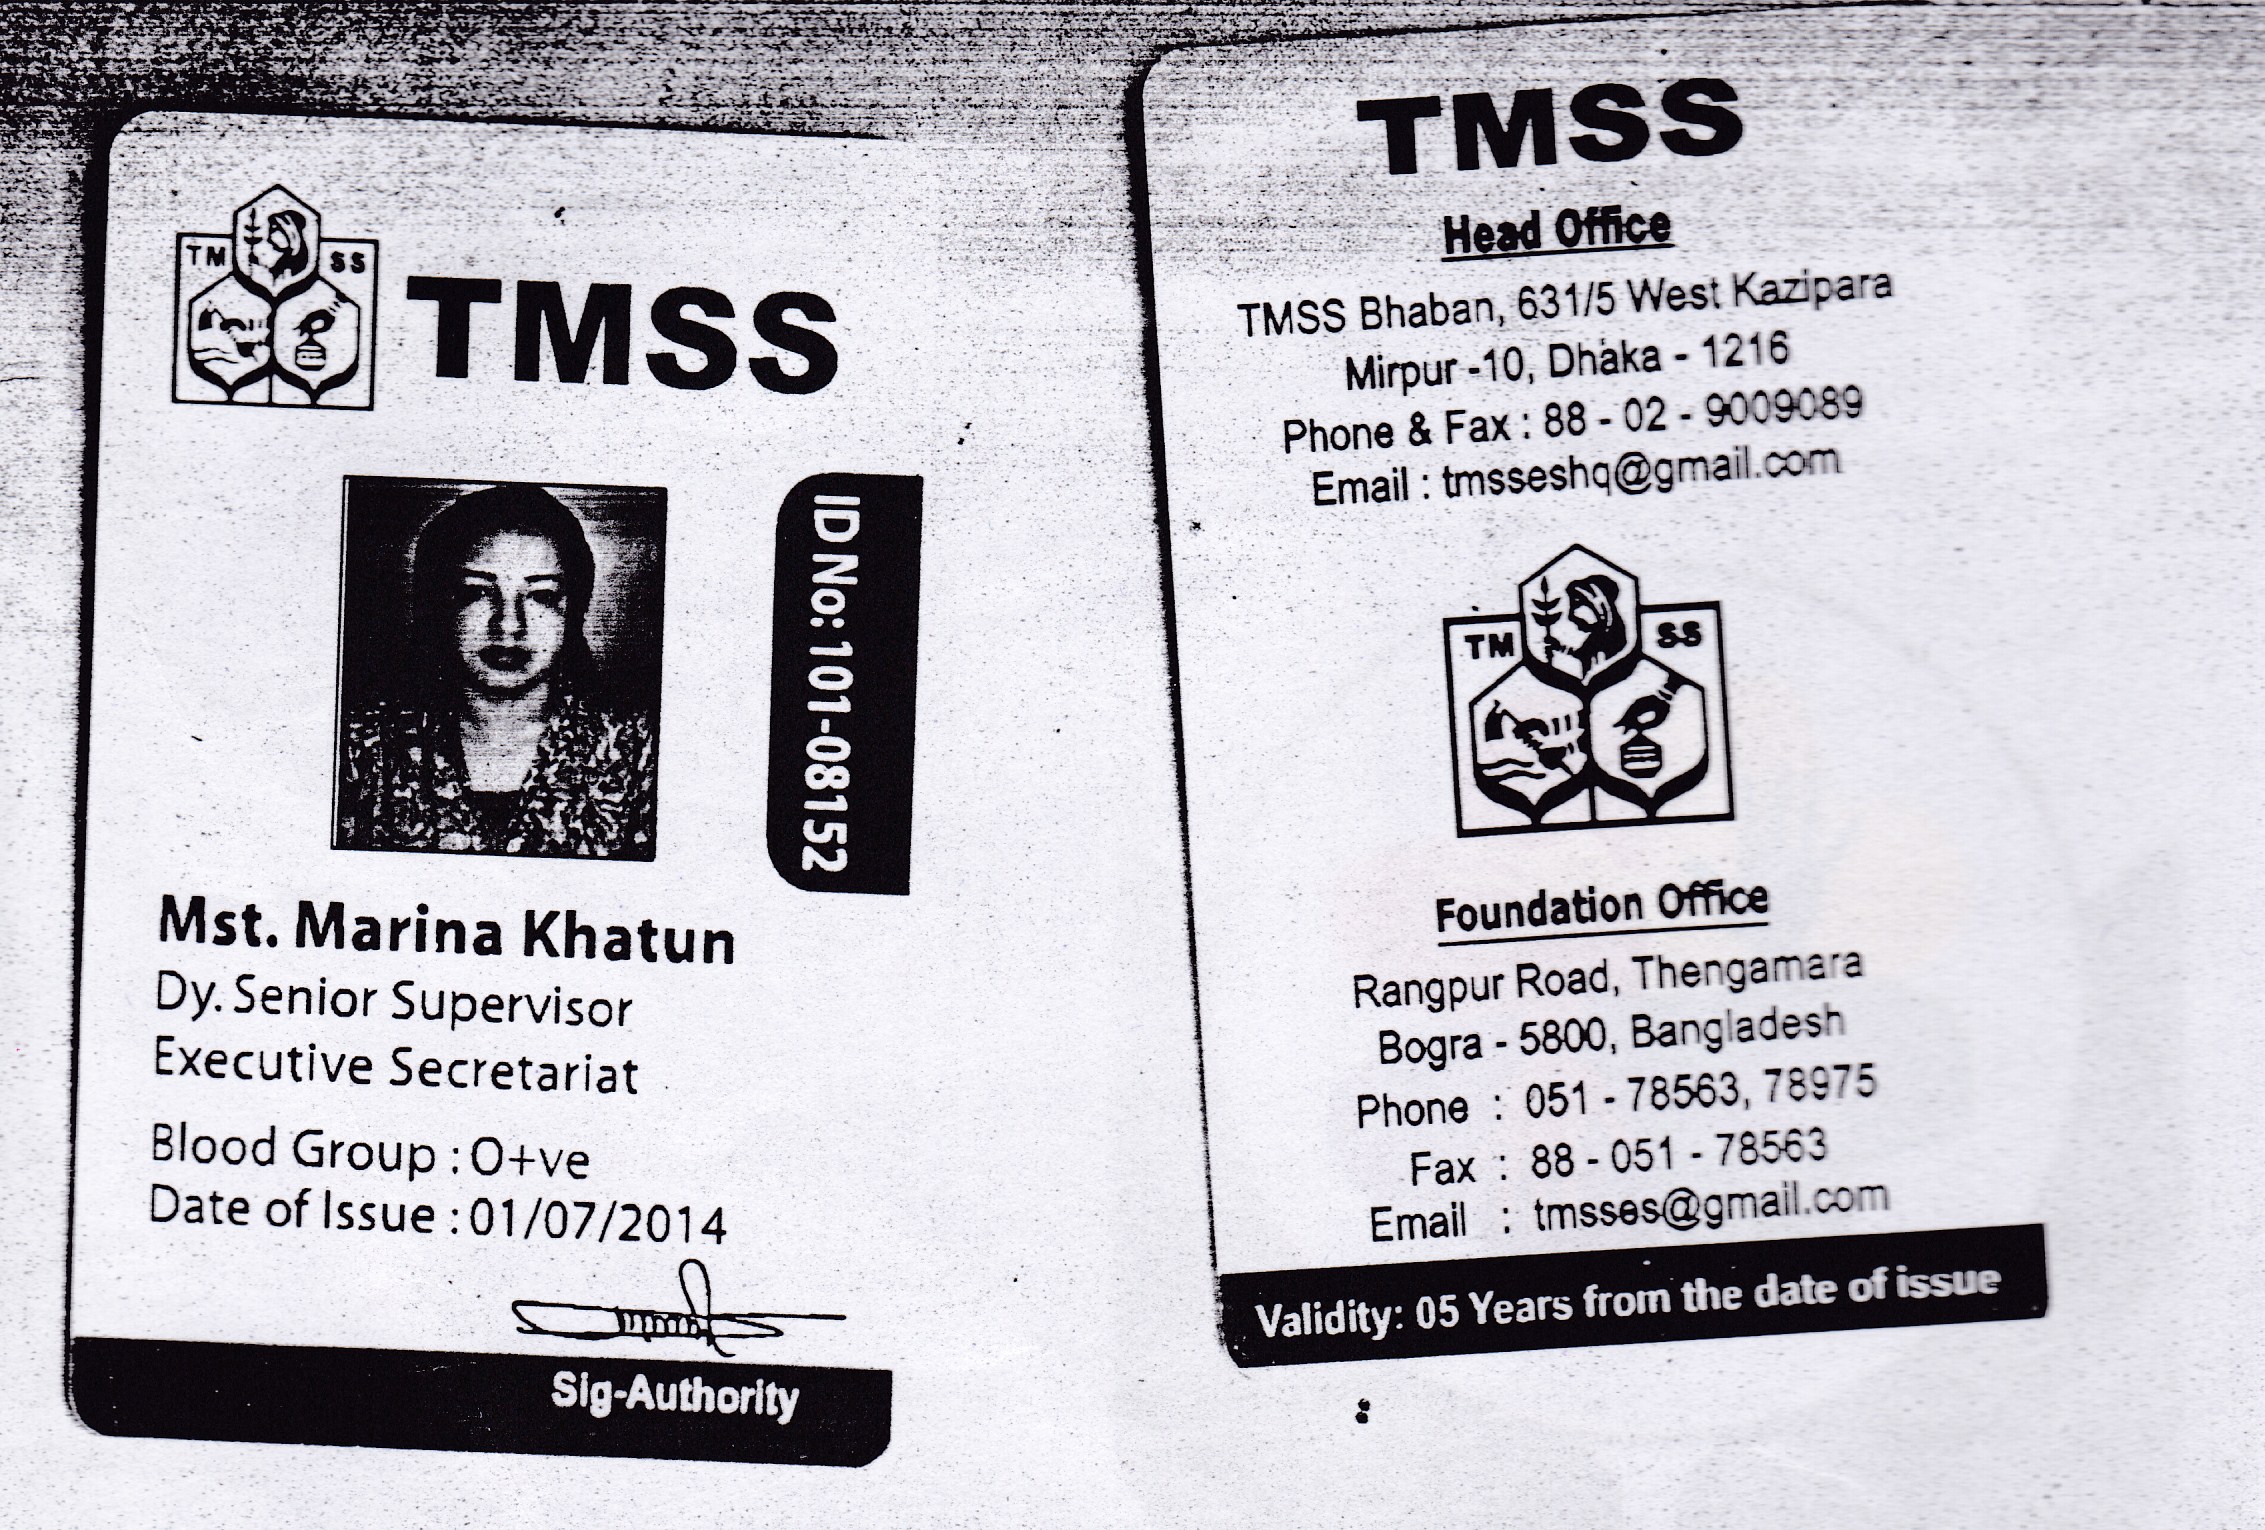 TM SS
TMSS
ID No: 101-08152
Mst. Marina Khatun
Dy. Senior Supervisor
Executive Secretariat
Blood Group : O+ve
Date of Issue : 01/07/2014
Sig-Authority
TMSS
Head Office
TMSS Bhaban, 631/5 West Kazipara
Mirpur -10, Dhaka - 1216
Phone & Fax : 88 - 02 - 9009089
Email : tmsseshq@gmail.com
TM SS
Foundation Office
Rangpur Road, Thengamara
Bogra - 5800, Bangladesh
Phone : 051 - 78563, 78975
Fax : 88 - 051 - 78563
Email : tmsses@gmail.com
Validity: 05 Years from the date of issue